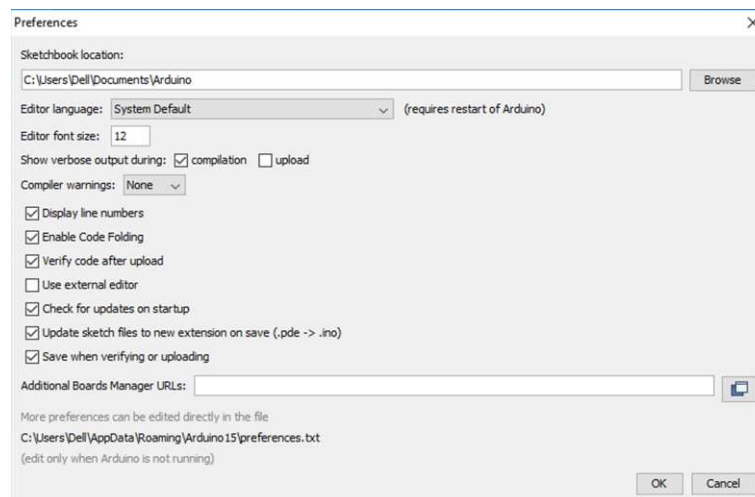 Preferences
Sketchbook location:
C:\Users\Dell\Documents\Arduino Browse
Editor language: System Default (requires restart of Arduino)
Editor font size: 12
Show verbose output during: compilation upload
Compiler warnings: None
Display line numbers
Enable Code Folding
Verify code after upload
Use external editor
Check for updates on startup
Update sketch files to new extension on save (.pde -> .ino)
Save when verifying or uploading
Additional Boards Manager URLs:
More preferences can be edited directly in the file
C:\Users\Dell\AppData\Roaming\Arduino15\preferences.txt
(edit only when Arduino is not running)
OK Cancel